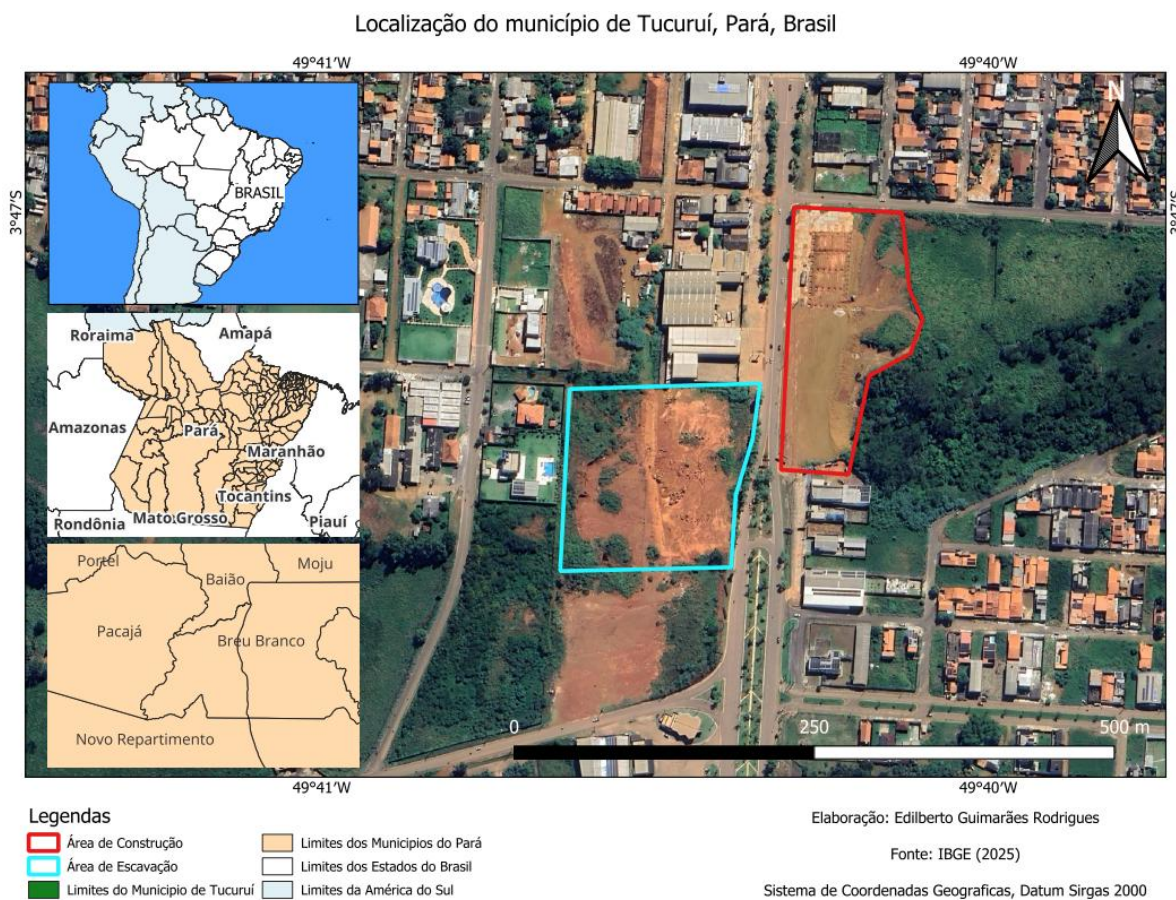 Localização do município de Tucuruí, Pará, Brasil
49°41'W
49°40'W
3°47'S
3°47'S
N
BRASIL
Roraima
Amapá
Amazonas
Pará
Maranhão
Tocantins
Rondônia
Mato Grosso
Piauí
Portel
Baião
Moju
Pacajá
Breu Branco
Novo Repartimento
0
250
500 m
49°41'W
49°40'W
Legendas
Área de Construção
Área de Escavação
Limites do Municipio de Tucuruí
Limites dos Municipios do Pará
Limites dos Estados do Brasil
Limites da América do Sul
Elaboração: Edilberto Guimarães Rodrigues
Fonte: IBGE (2025)
Sistema de Coordenadas Geograficas, Datum Sirgas 2000